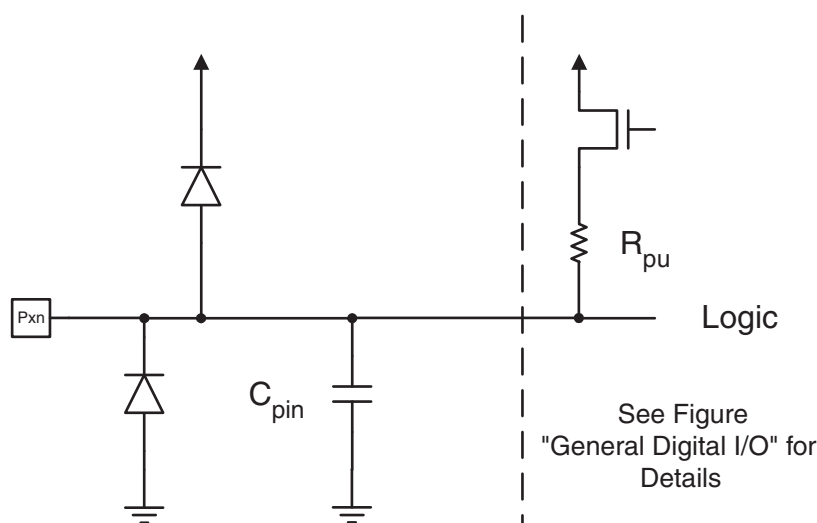 R_pu
Pxn
Logic
C_pin
See Figure
"General Digital I/O" for
Details